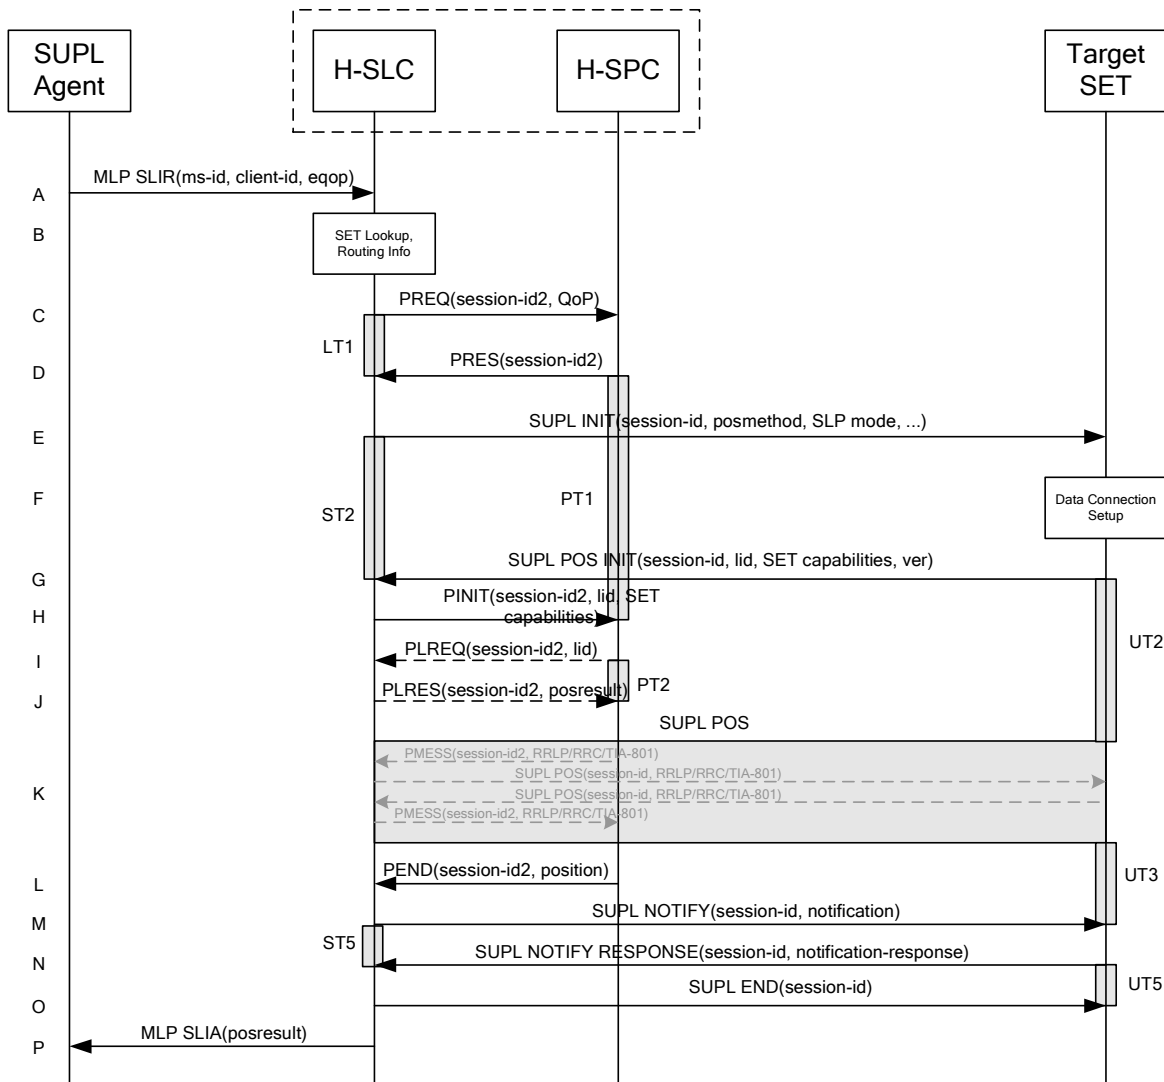 SUPL
Agent
H-SLC
H-SPC
Target
SET
A
MLP SLIR(ms-id, client-id, eqop)
B
SET Lookup,
Routing Info
C
PREQ(session-id2, QoP)
LT1
D
PRES(session-id2)
E
SUPL INIT(session-id, posmethod, SLP mode, ...)
F
ST2
PT1
Data Connection
Setup
G
SUPL POS INIT(session-id, lid, SET capabilities, ver)
H
PINIT(session-id2, lid, SET
capabilities)
I
PLREQ(session-id2, lid)
UT2
J
PLRES(session-id2, posresult)
PT2
SUPL POS
K
PMESS(session-id2, RRLP/RRC/TIA-801)
SUPL POS(session-id, RRLP/RRC/TIA-801)
SUPL POS(session-id, RRLP/RRC/TIA-801)
PMESS(session-id2, RRLP/RRC/TIA-801)
L
PEND(session-id2, position)
UT3
M
SUPL NOTIFY(session-id, notification)
ST5
N
SUPL NOTIFY RESPONSE(session-id, notification-response)
UT5
O
SUPL END(session-id)
P
MLP SLIA(posresult)